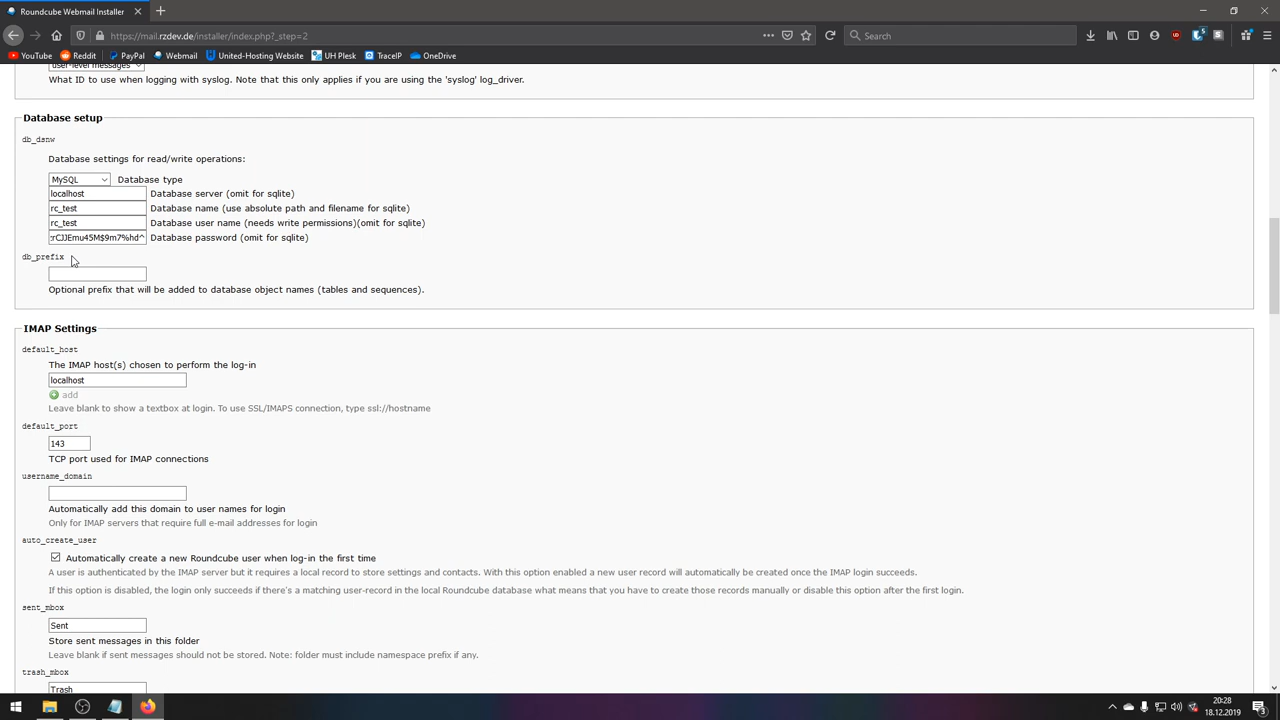 Roundcube Webmail Installer
https://mail.rzdev.de/installer/index.php?_step=2
Search
YouTube
Reddit
PayPal
Webmail
United-Hosting Website
UH Plesk
TraceIP
OneDrive
user-level messages
What ID to use when logging with syslog. Note that this only applies if you are using the 'syslog' log_driver.
Database setup
db_dsnw
Database settings for read/write operations:
MySQL Database type
localhost Database server (omit for sqlite)
rc_test Database name (use absolute path and filename for sqlite)
rc_test Database user name (needs write permissions)(omit for sqlite)
:rCJJEmu45M$9m7%hd^ Database password (omit for sqlite)
db_prefix
Optional prefix that will be added to database object names (tables and sequences).
IMAP Settings
default_host
The IMAP host(s) chosen to perform the log-in
localhost
add
Leave blank to show a textbox at login. To use SSL/IMAPS connection, type ssl://hostname
default_port
143
TCP port used for IMAP connections
username_domain
Automatically add this domain to user names for login
Only for IMAP servers that require full e-mail addresses for login
auto_create_user
Automatically create a new Roundcube user when log-in the first time
A user is authenticated by the IMAP server but it requires a local record to store settings and contacts. With this option enabled a new user record will automatically be created once the IMAP login succeeds.
If this option is disabled, the login only succeeds if there's a matching user-record in the local Roundcube database what means that you have to create those records manually or disable this option after the first login.
sent_mbox
Sent
Store sent messages in this folder
Leave blank if sent messages should not be stored. Note: folder must include namespace prefix if any.
trash_mbox
Trash
20:28
18.12.2019
3